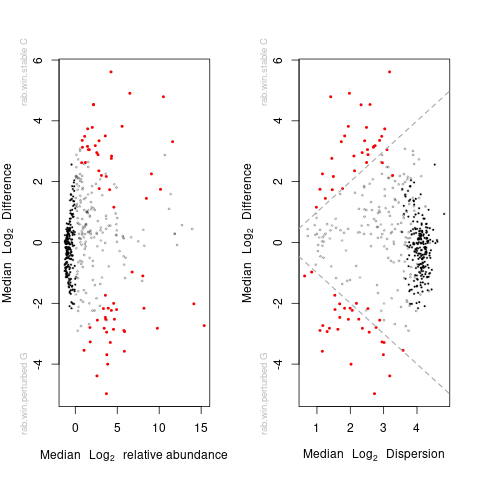 rab.win.stable C
rab.win.perturbed G
Median Log2 Difference
6
4
2
0
-2
-4
0 5 10 15
Median Log2 relative abundance
rab.win.stable C
rab.win.perturbed G
Median Log2 Difference
6
4
2
0
-2
-4
1 2 3 4
Median Log2 Dispersion